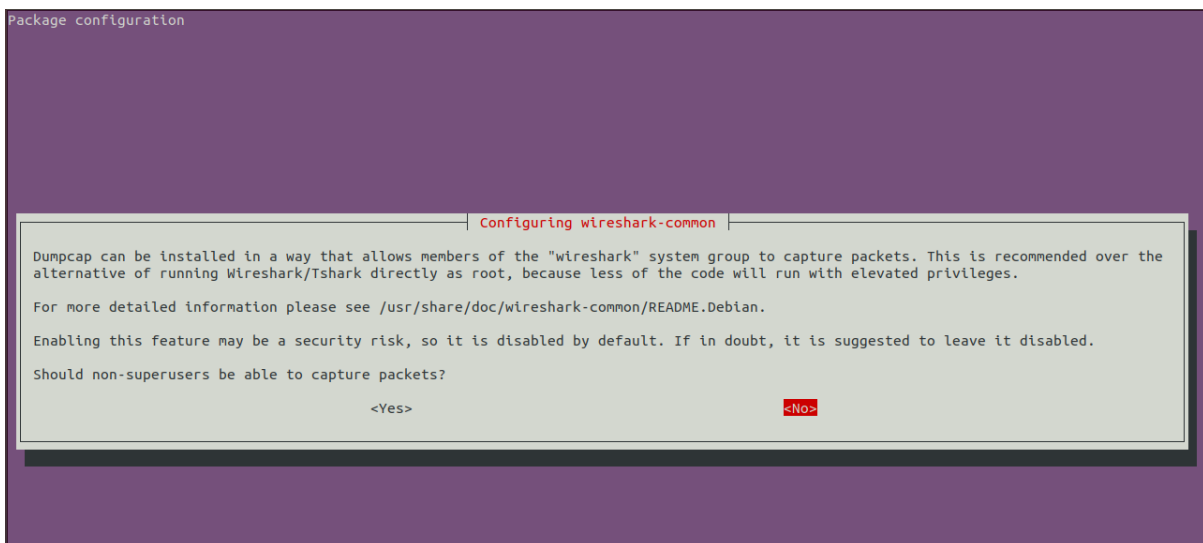 Package configuration
Configuring wireshark-common
Dumpcap can be installed in a way that allows members of the "wireshark" system group to capture packets. This is recommended over the
alternative of running Wireshark/Tshark directly as root, because less of the code will run with elevated privileges.
For more detailed information please see /usr/share/doc/wireshark-common/README.Debian.
Enabling this feature may be a security risk, so it is disabled by default. If in doubt, it is suggested to leave it disabled.
Should non-superusers be able to capture packets?
<Yes> <No>